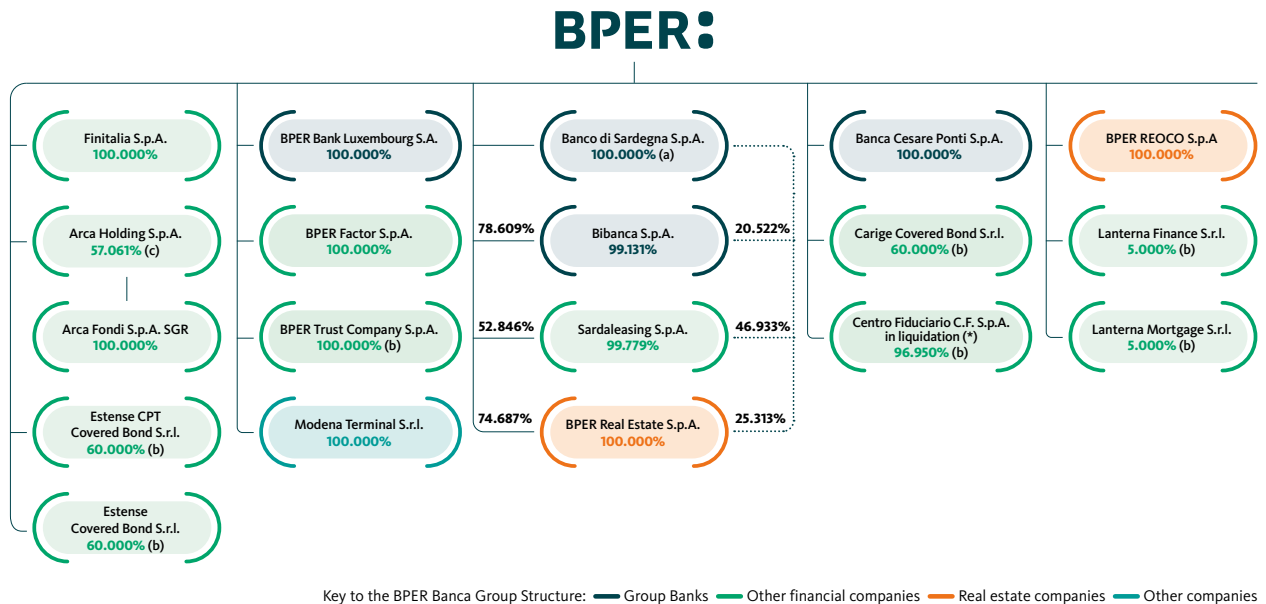 BPER:
Finitalia S.p.A.
100.000%
Arca Holding S.p.A.
57.061% (c)
Arca Fondi S.p.A. SGR
100.000%
Estense CPT
Covered Bond S.r.l.
60.000% (b)
Estense
Covered Bond S.r.l.
60.000% (b)
BPER Bank Luxembourg S.A.
100.000%
BPER Factor S.p.A.
100.000%
BPER Trust Company S.p.A.
100.000% (b)
Modena Terminal S.r.l.
100.000%
Banco di Sardegna S.p.A.
100.000% (a)
78.609%
Bibanca S.p.A.
99.131%
20.522%
52.846%
Sardaleasing S.p.A.
99.779%
46.933%
74.687%
BPER Real Estate S.p.A.
100.000%
25.313%
Banca Cesare Ponti S.p.A.
100.000%
Carige Covered Bond S.r.l.
60.000% (b)
Centro Fiduciario C.F. S.p.A.
in liquidation (*)
96.950% (b)
BPER REOCO S.p.A
100.000%
Lanterna Finance S.r.l.
5.000% (b)
Lanterna Mortgage S.r.l.
5.000% (b)
Key to the BPER Banca Group Structure: Group Banks Other financial companies Real estate companies Other companies